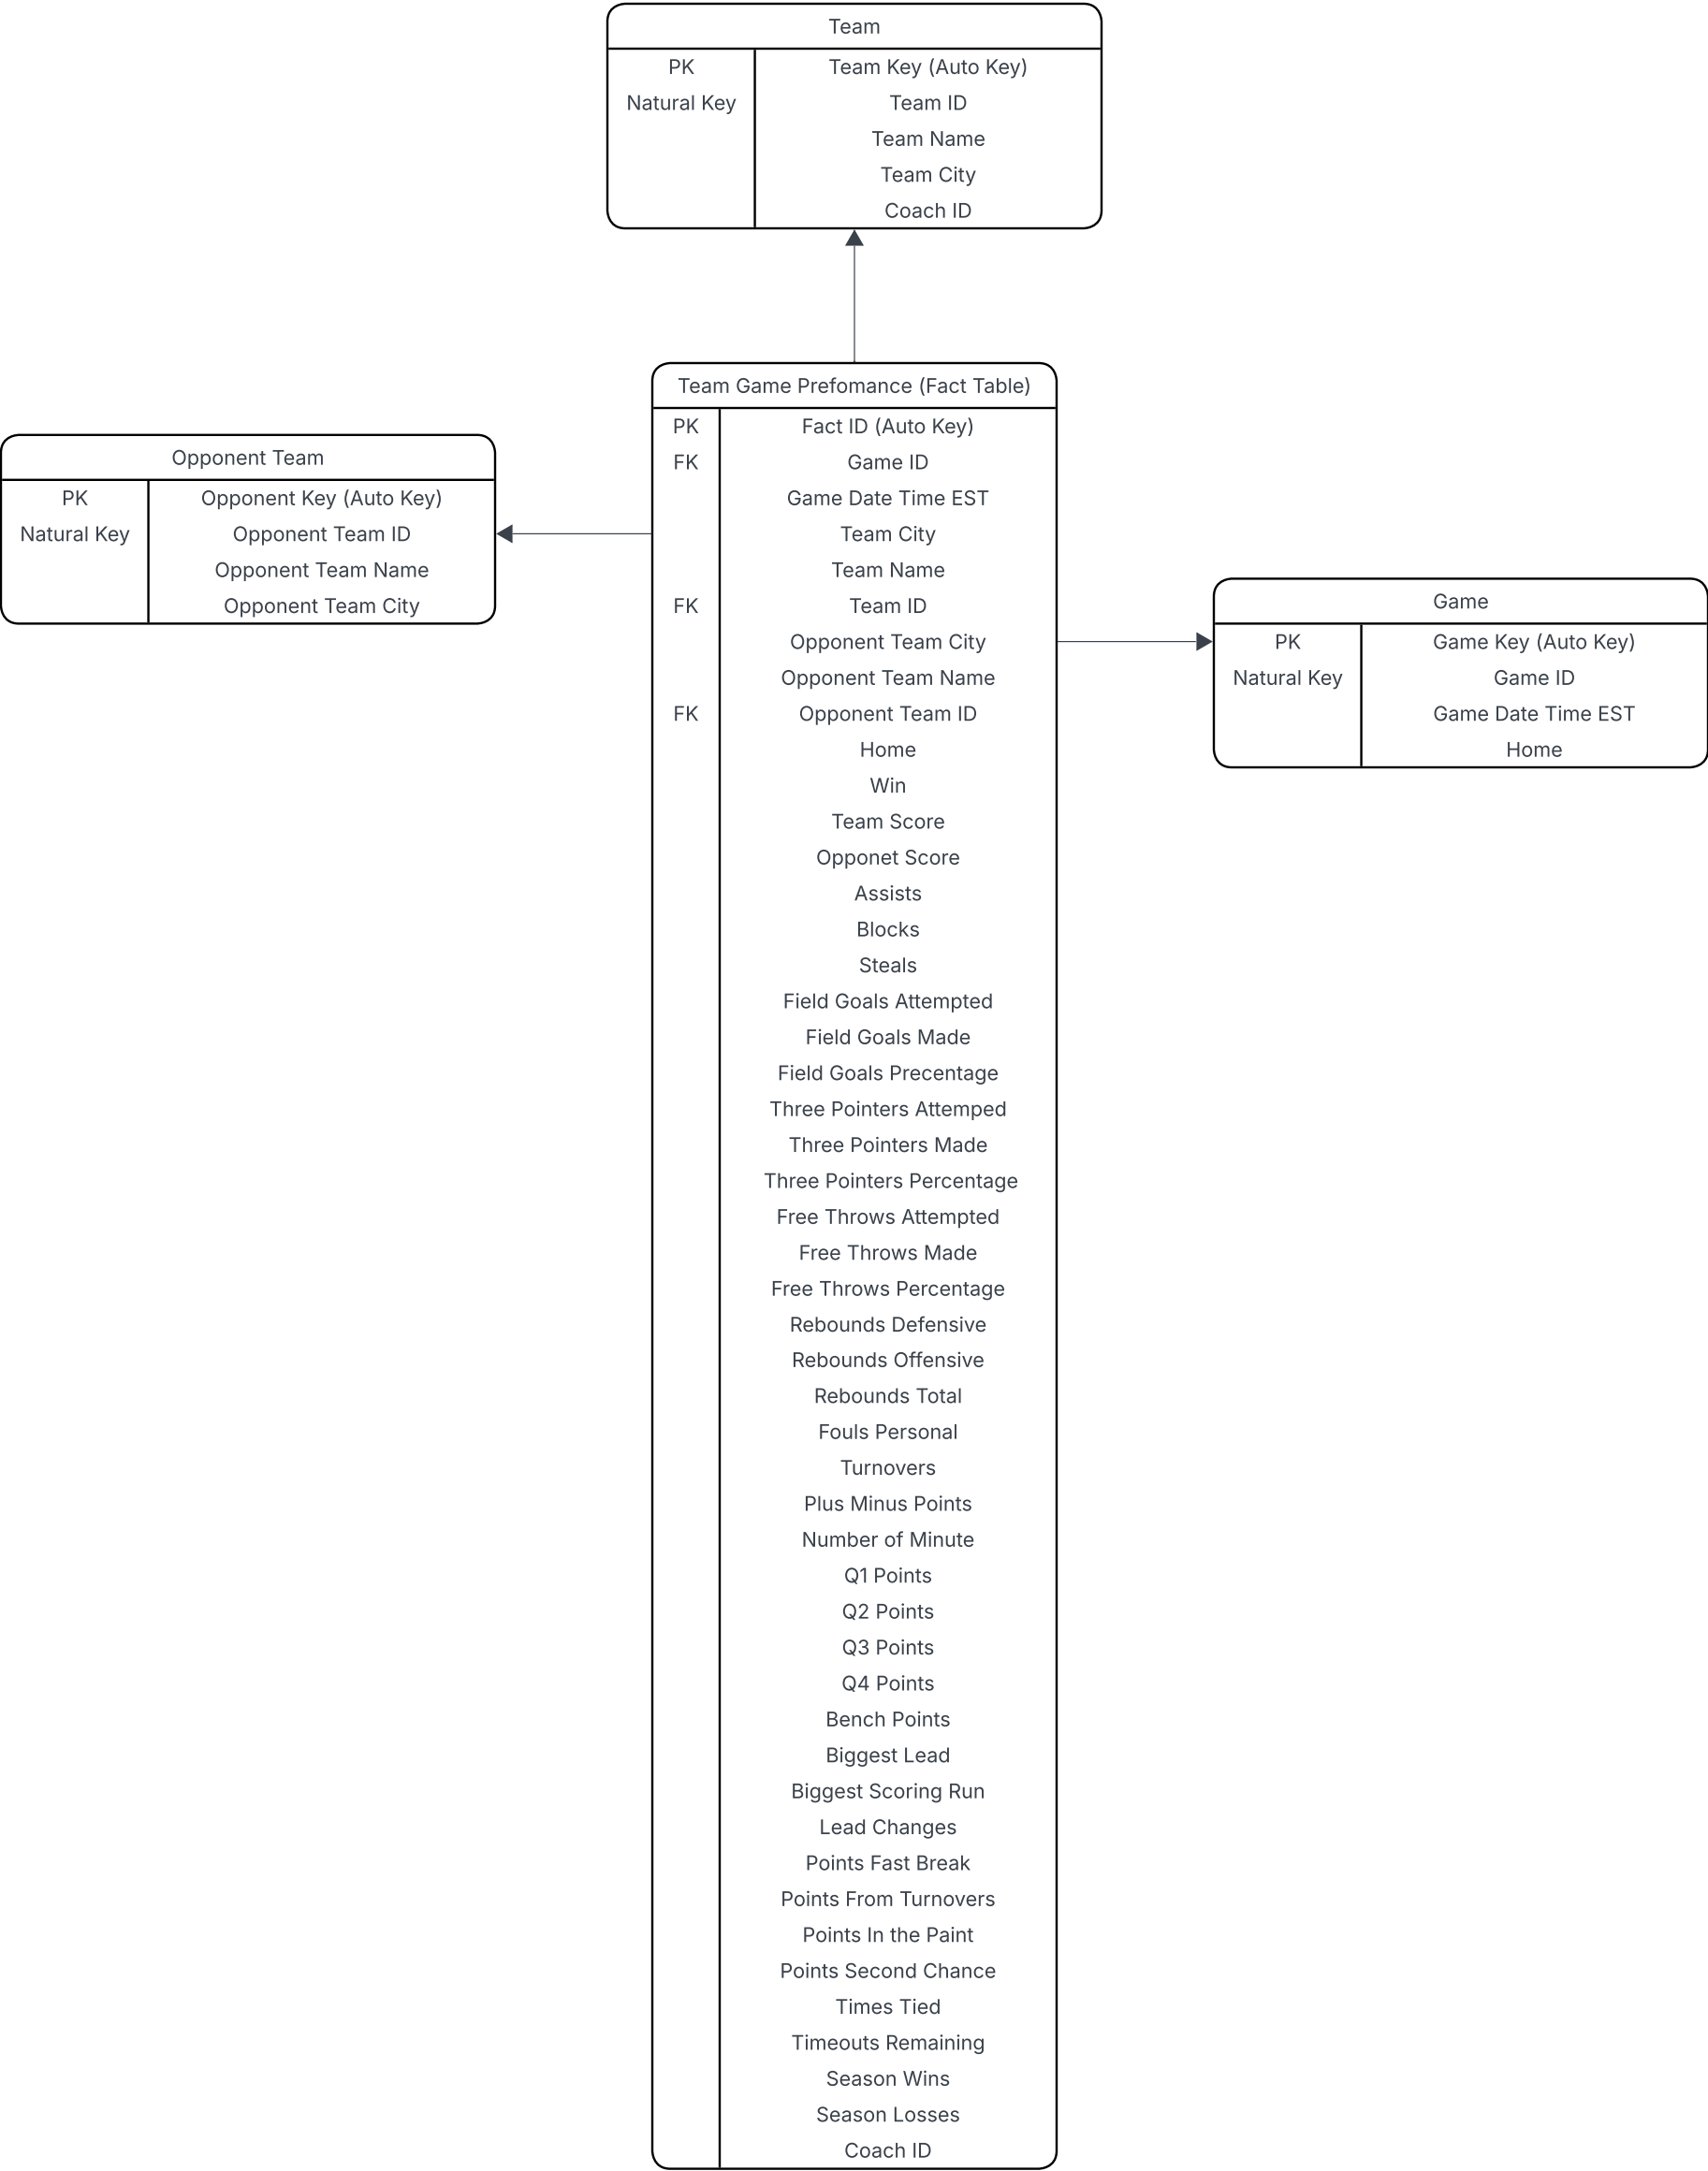 Team
PK Team Key (Auto Key)
Natural Key Team ID
Team Name
Team City
Coach ID
Team Game Prefomance (Fact Table)
PK Fact ID (Auto Key)
FK Game ID
Game Date Time EST
Team City
Team Name
FK Team ID
Opponent Team City
Opponent Team Name
FK Opponent Team ID
Home
Win
Team Score
Opponet Score
Assists
Blocks
Steals
Field Goals Attempted
Field Goals Made
Field Goals Precentage
Three Pointers Attemped
Three Pointers Made
Three Pointers Percentage
Free Throws Attempted
Free Throws Made
Free Throws Percentage
Rebounds Defensive
Rebounds Offensive
Rebounds Total
Fouls Personal
Turnovers
Plus Minus Points
Number of Minute
Q1 Points
Q2 Points
Q3 Points
Q4 Points
Bench Points
Biggest Lead
Biggest Scoring Run
Lead Changes
Points Fast Break
Points From Turnovers
Points In the Paint
Points Second Chance
Times Tied
Timeouts Remaining
Season Wins
Season Losses
Coach ID
Opponent Team
PK Opponent Key (Auto Key)
Natural Key Opponent Team ID
Opponent Team Name
Opponent Team City
Game
PK Game Key (Auto Key)
Natural Key Game ID
Game Date Time EST
Home